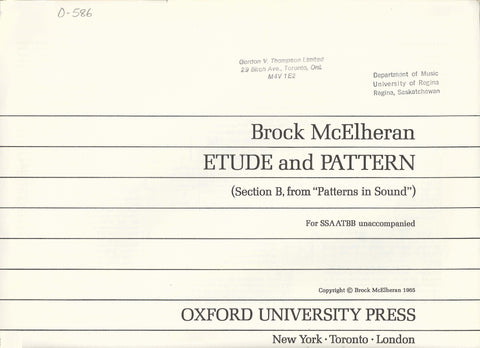 D-586
Gordon V. Thompson Limited
29 Birch Ave., Toronto, Ont.
M4V 1E2
Department of Music
University of Regina
Regina, Saskatchewan
Brock McElheran
ETUDE and PATTERN
(Section B, from "Patterns in Sound")
For SSAATBB unaccompanied
Copyright © Brock McElheran 1965
OXFORD UNIVERSITY PRESS
New York · Toronto · London